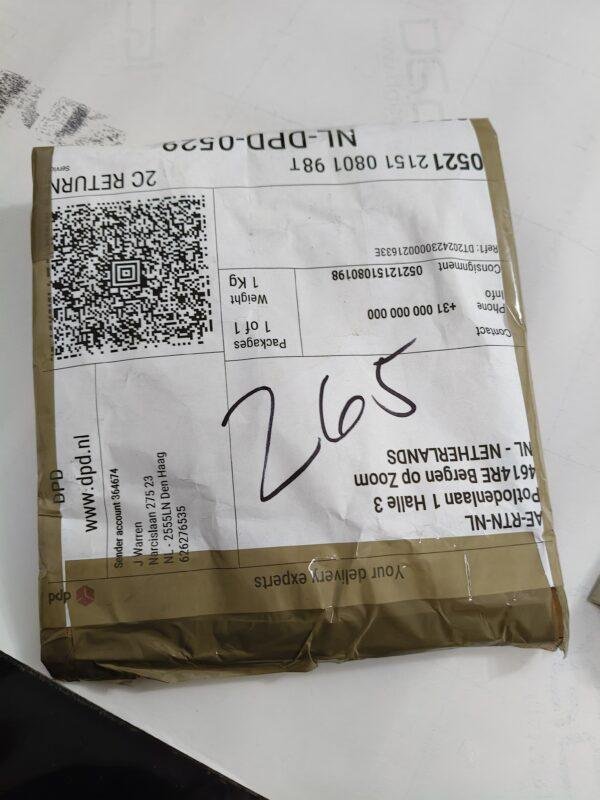 AE-RTN-NL
Potlodenlaan 1 Halle 3
4614RE Bergen op Zoom
NL - NETHERLANDS
Contact
Phone +31 000 000 000
Info
Packages
1 of 1
Weight
1 Kg
Consignment 05212151080198
Ref1: DT20242300000021633E
2C RETURN
0521 2151 0801 98T
NL-DPD-0529
265
DPD
www.dpd.nl
Sender account 364674
J Warren
Narcislaan 275 23
NL - 2555LN Den Haag
626276535
Your delivery experts
dpd